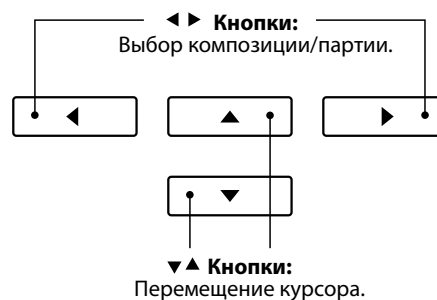 ◀ ▶ Кнопки:
Выбор композиции/партии.
▼▲ Кнопки:
Перемещение курсора.